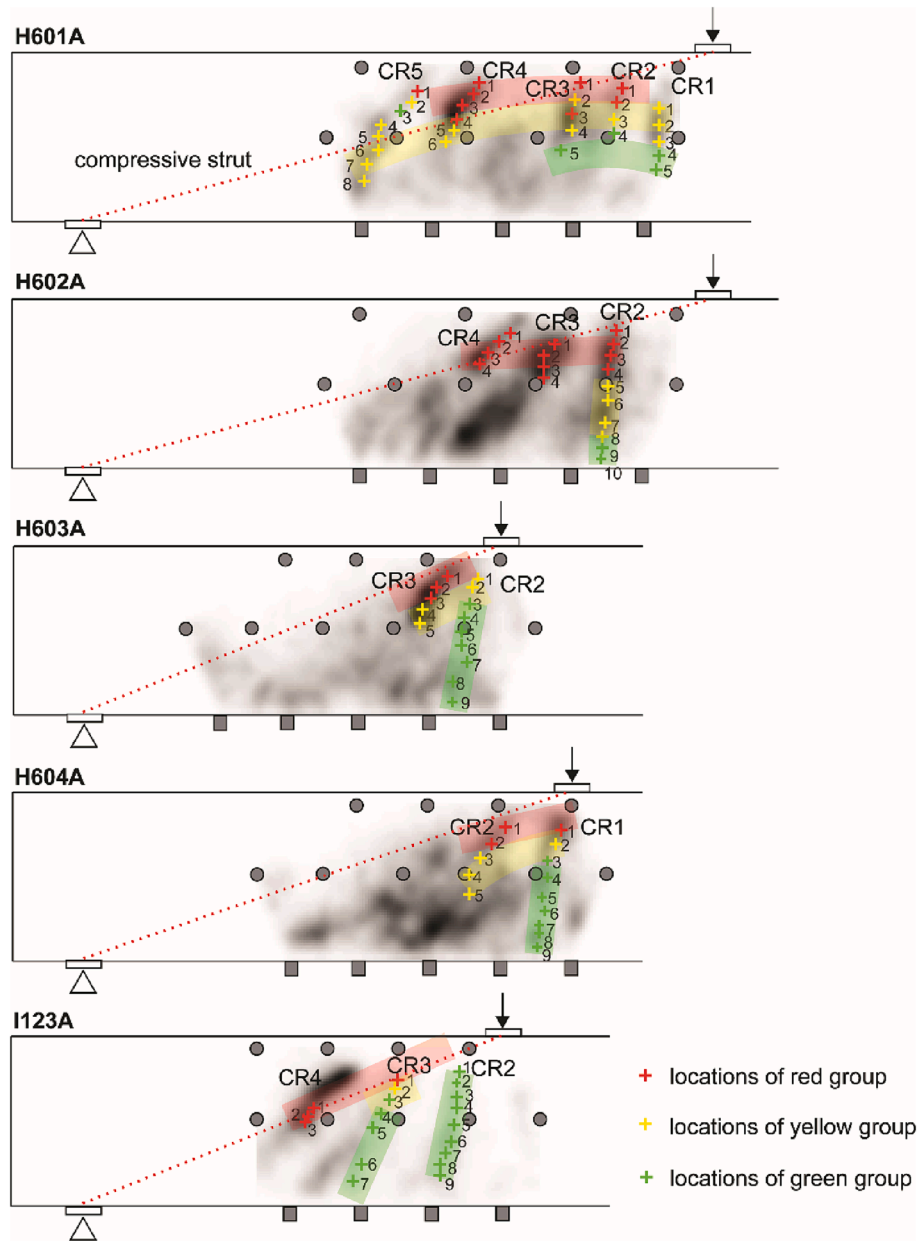 H601A
CR5 CR4 CR3 CR2 CR1
1 2 3 4 5 6 7 8
1 2 3 4 5 6
1 2 3 4 5
1 2 3 4
1 2 3 4 5
compressive strut
H602A
CR4 CR3 CR2
1 2 3 4
1 2 3 4
1 2 3 4 5 6 7 8 9 10
H603A
CR3 CR2
1 2 3 4 5
1 2 3 4 5 6 7 8 9
H604A
CR2 CR1
1 2 3 4 5
1 2 3 4 5 6 7 8 9
I123A
CR4 CR3 CR2
1 2 3
1 2 3 4 5 6 7
1 2 3 4 5 6 7 8 9
locations of red group
locations of yellow group
locations of green group